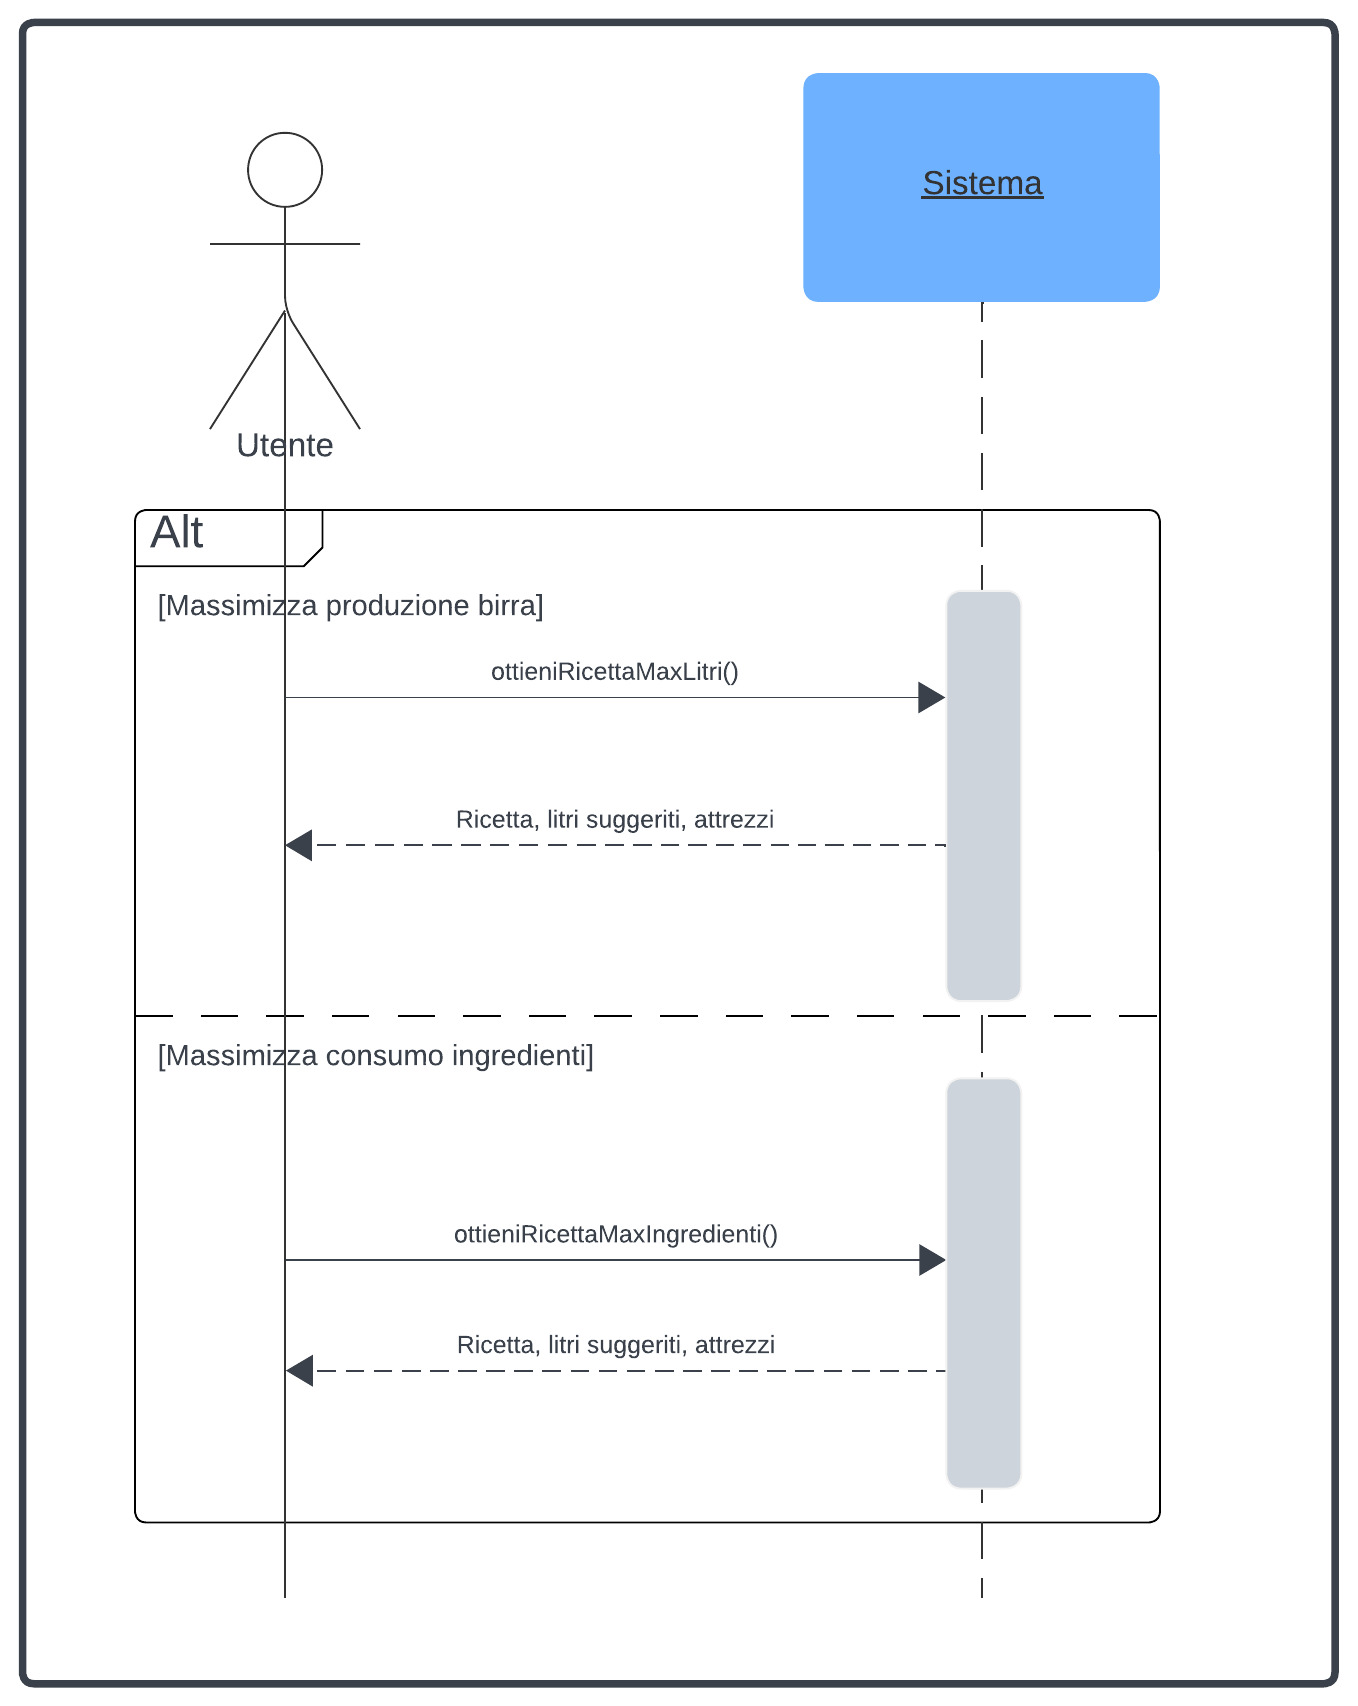 Sistema
Utente
Alt
[Massimizza produzione birra]
ottieniRicettaMaxLitri()
Ricetta, litri suggeriti, attrezzi
[Massimizza consumo ingredienti]
ottieniRicettaMaxIngredienti()
Ricetta, litri suggeriti, attrezzi